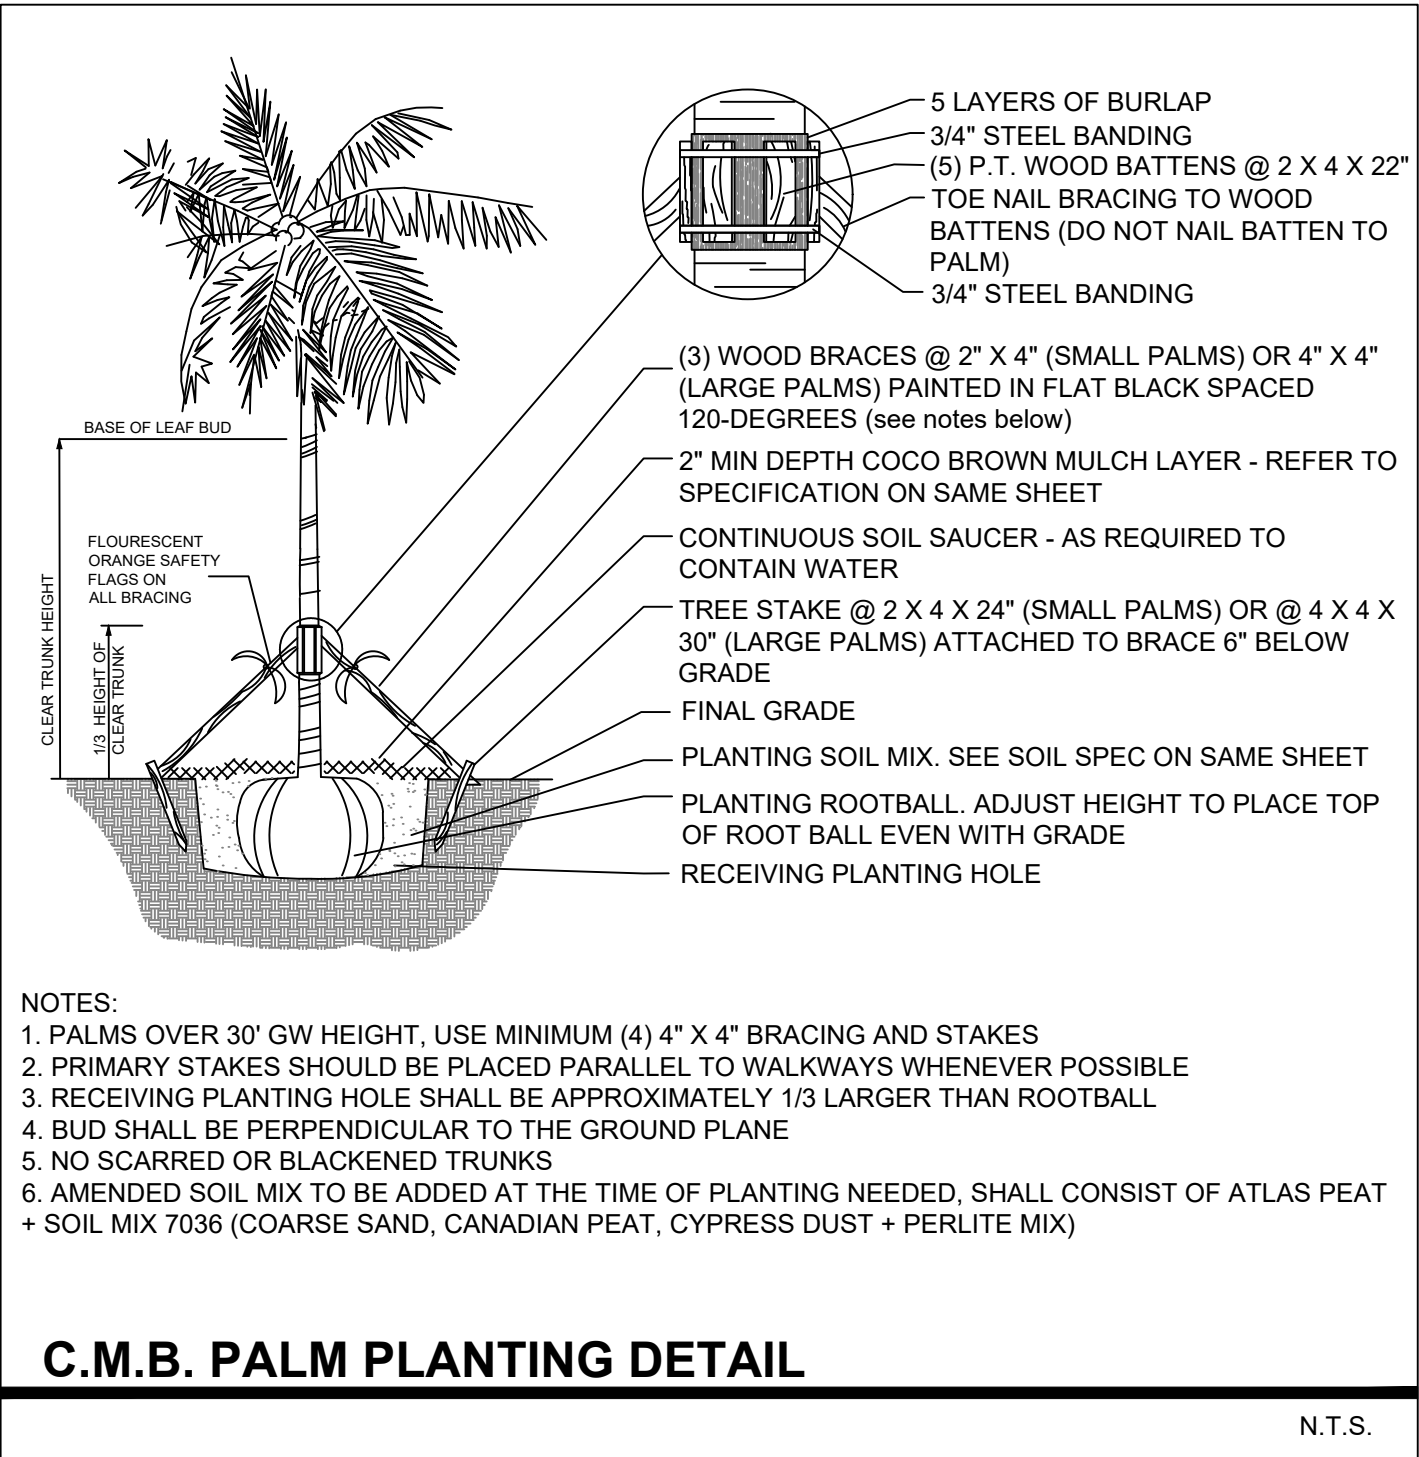 5 LAYERS OF BURLAP
3/4" STEEL BANDING
(5) P.T. WOOD BATTENS @ 2 X 4 X 22"
TOE NAIL BRACING TO WOOD
BATTENS (DO NOT NAIL BATTEN TO
PALM)
3/4" STEEL BANDING
(3) WOOD BRACES @ 2" X 4" (SMALL PALMS) OR 4" X 4"
(LARGE PALMS) PAINTED IN FLAT BLACK SPACED
120-DEGREES (see notes below)
2" MIN DEPTH COCO BROWN MULCH LAYER - REFER TO
SPECIFICATION ON SAME SHEET
CONTINUOUS SOIL SAUCER - AS REQUIRED TO
CONTAIN WATER
TREE STAKE @ 2 X 4 X 24" (SMALL PALMS) OR @ 4 X 4 X
30" (LARGE PALMS) ATTACHED TO BRACE 6" BELOW
GRADE
FINAL GRADE
PLANTING SOIL MIX. SEE SOIL SPEC ON SAME SHEET
PLANTING ROOTBALL. ADJUST HEIGHT TO PLACE TOP
OF ROOT BALL EVEN WITH GRADE
RECEIVING PLANTING HOLE
BASE OF LEAF BUD
FLOURESCENT
ORANGE SAFETY
FLAGS ON
ALL BRACING
CLEAR TRUNK HEIGHT
1/3 HEIGHT OF
CLEAR TRUNK
NOTES:
1. PALMS OVER 30' GW HEIGHT, USE MINIMUM (4) 4" X 4" BRACING AND STAKES
2. PRIMARY STAKES SHOULD BE PLACED PARALLEL TO WALKWAYS WHENEVER POSSIBLE
3. RECEIVING PLANTING HOLE SHALL BE APPROXIMATELY 1/3 LARGER THAN ROOTBALL
4. BUD SHALL BE PERPENDICULAR TO THE GROUND PLANE
5. NO SCARRED OR BLACKENED TRUNKS
6. AMENDED SOIL MIX TO BE ADDED AT THE TIME OF PLANTING NEEDED, SHALL CONSIST OF ATLAS PEAT
+ SOIL MIX 7036 (COARSE SAND, CANADIAN PEAT, CYPRESS DUST + PERLITE MIX)
C.M.B. PALM PLANTING DETAIL
N.T.S.